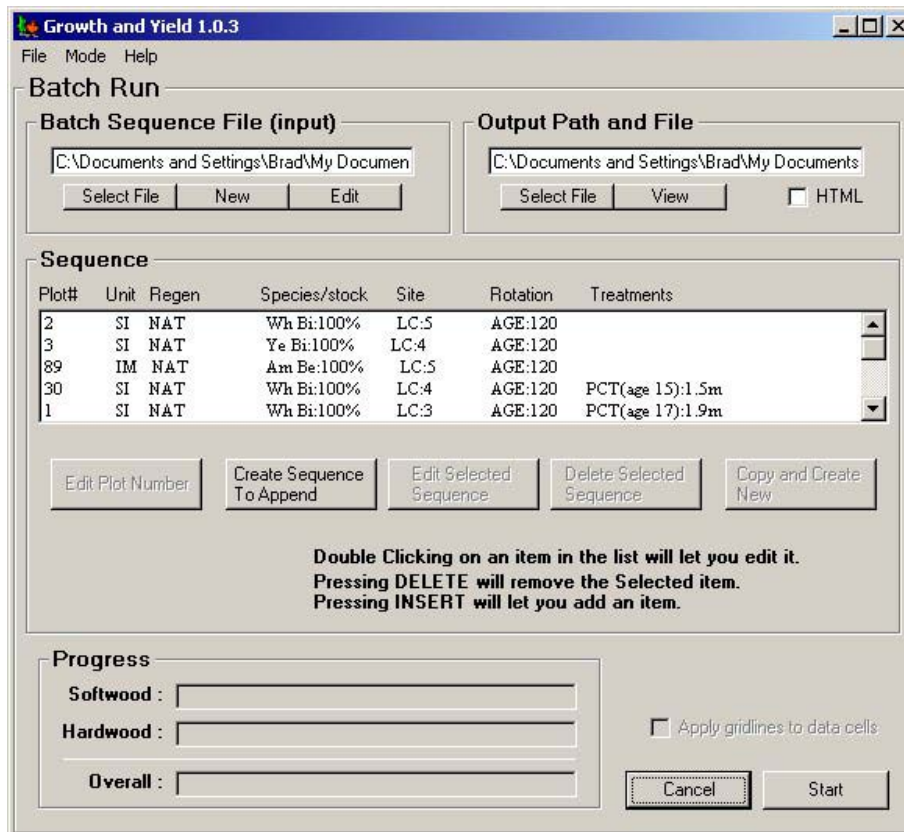 Growth and Yield 1.0.3
File Mode Help
Batch Run
Batch Sequence File (input)
C:\Documents and Settings\Brad\My Documen
Select File New Edit
Output Path and File
C:\Documents and Settings\Brad\My Documents
Select File View HTML
Sequence
Plot# Unit Regen Species/stock Site Rotation Treatments
2 SI NAT Wh Bi:100% LC:5 AGE:120
3 SI NAT Ye Bi:100% LC:4 AGE:120
89 IM NAT Am Be:100% LC:5 AGE:120
30 SI NAT Wh Bi:100% LC:4 AGE:120 PCT(age 15):1.5m
1 SI NAT Wh Bi:100% LC:3 AGE:120 PCT(age 17):1.9m
Edit Plot Number
Create Sequence
To Append
Edit Selected
Sequence
Delete Selected
Sequence
Copy and Create
New
Double Clicking on an item in the list will let you edit it.
Pressing DELETE will remove the Selected item.
Pressing INSERT will let you add an item.
Progress
Softwood :
Hardwood :
Overall :
Apply gridlines to data cells
Cancel Start